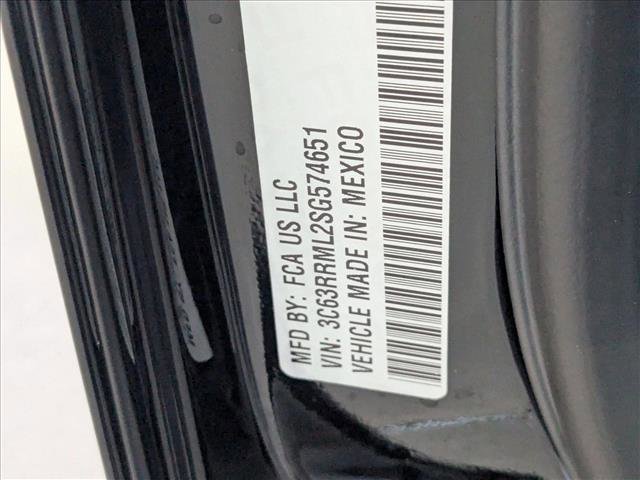 MFD BY: FCA US LLC
VIN: 3C63RRML2SG574651
VEHICLE MADE IN: MEXICO